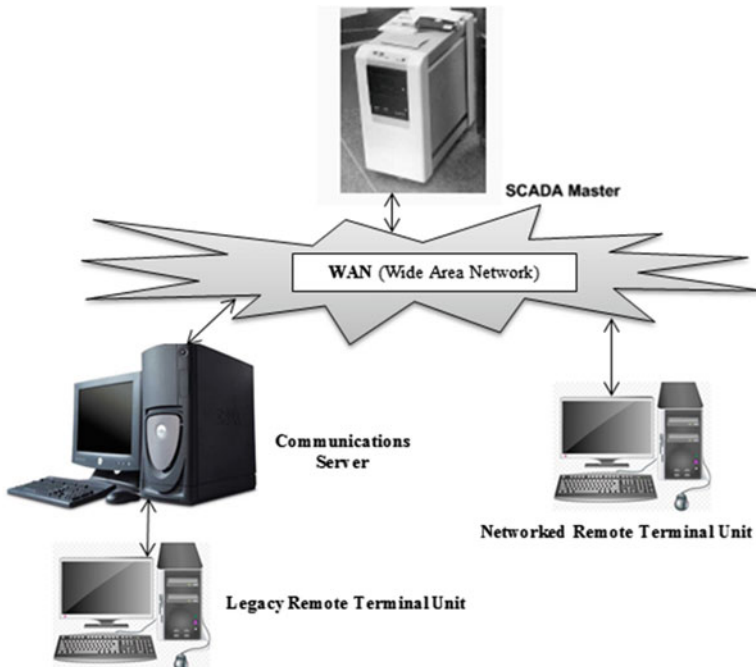 SCADA Master
WAN (Wide Area Network)
Communications
Server
Networked Remote Terminal Unit
Legacy Remote Terminal Unit